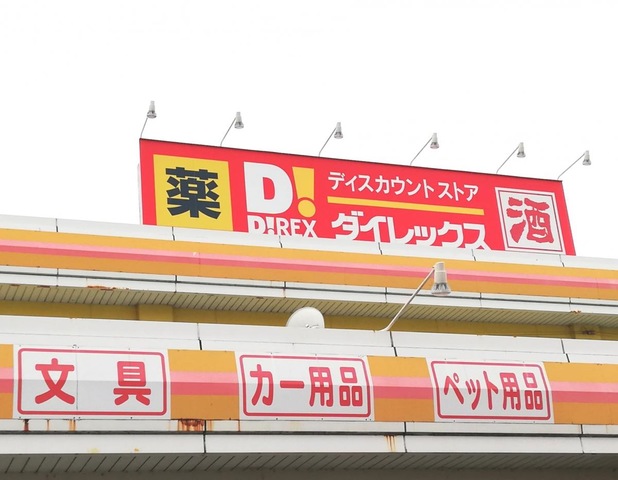 薬
D!
D!REX
ディスカウント ストア
ダイレックス
酒
文具
カー用品
ペット用品